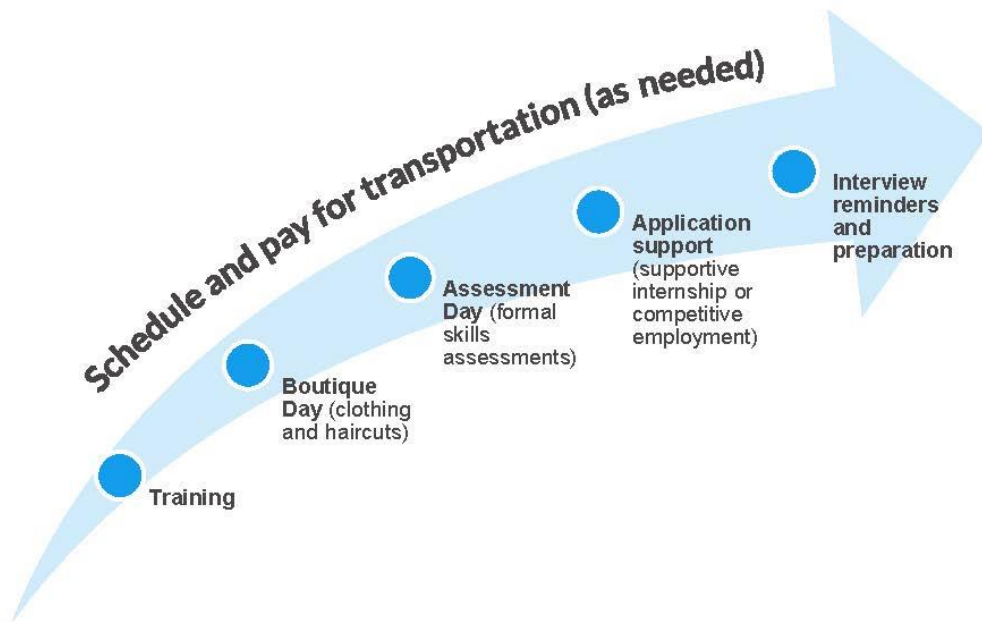 Schedule and pay for transportation (as needed)
Training
Boutique
Day (clothing
and haircuts)
Assessment
Day (formal
skills
assessments)
Application
support
(supportive
internship or
competitive
employment)
Interview
reminders
and
preparation